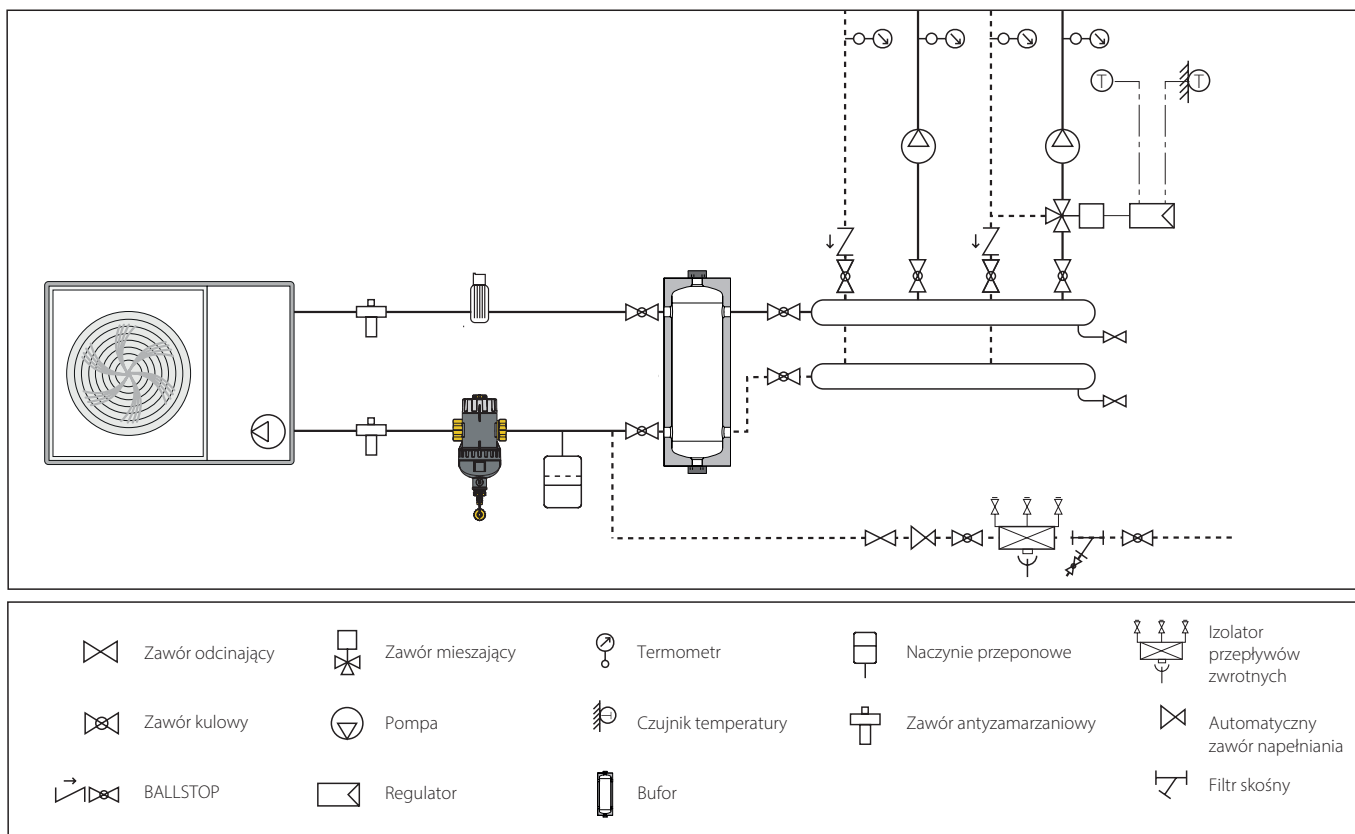 T
T
Zawór odcinający
Zawór mieszający
Termometr
Naczynie przeponowe
Izolator
przepływów
zwrotnych
Zawór kulowy
Pompa
Czujnik temperatury
Zawór antyzamarzaniowy
Automatyczny
zawór napełniania
BALLSTOP
Regulator
Bufor
Filtr skośny